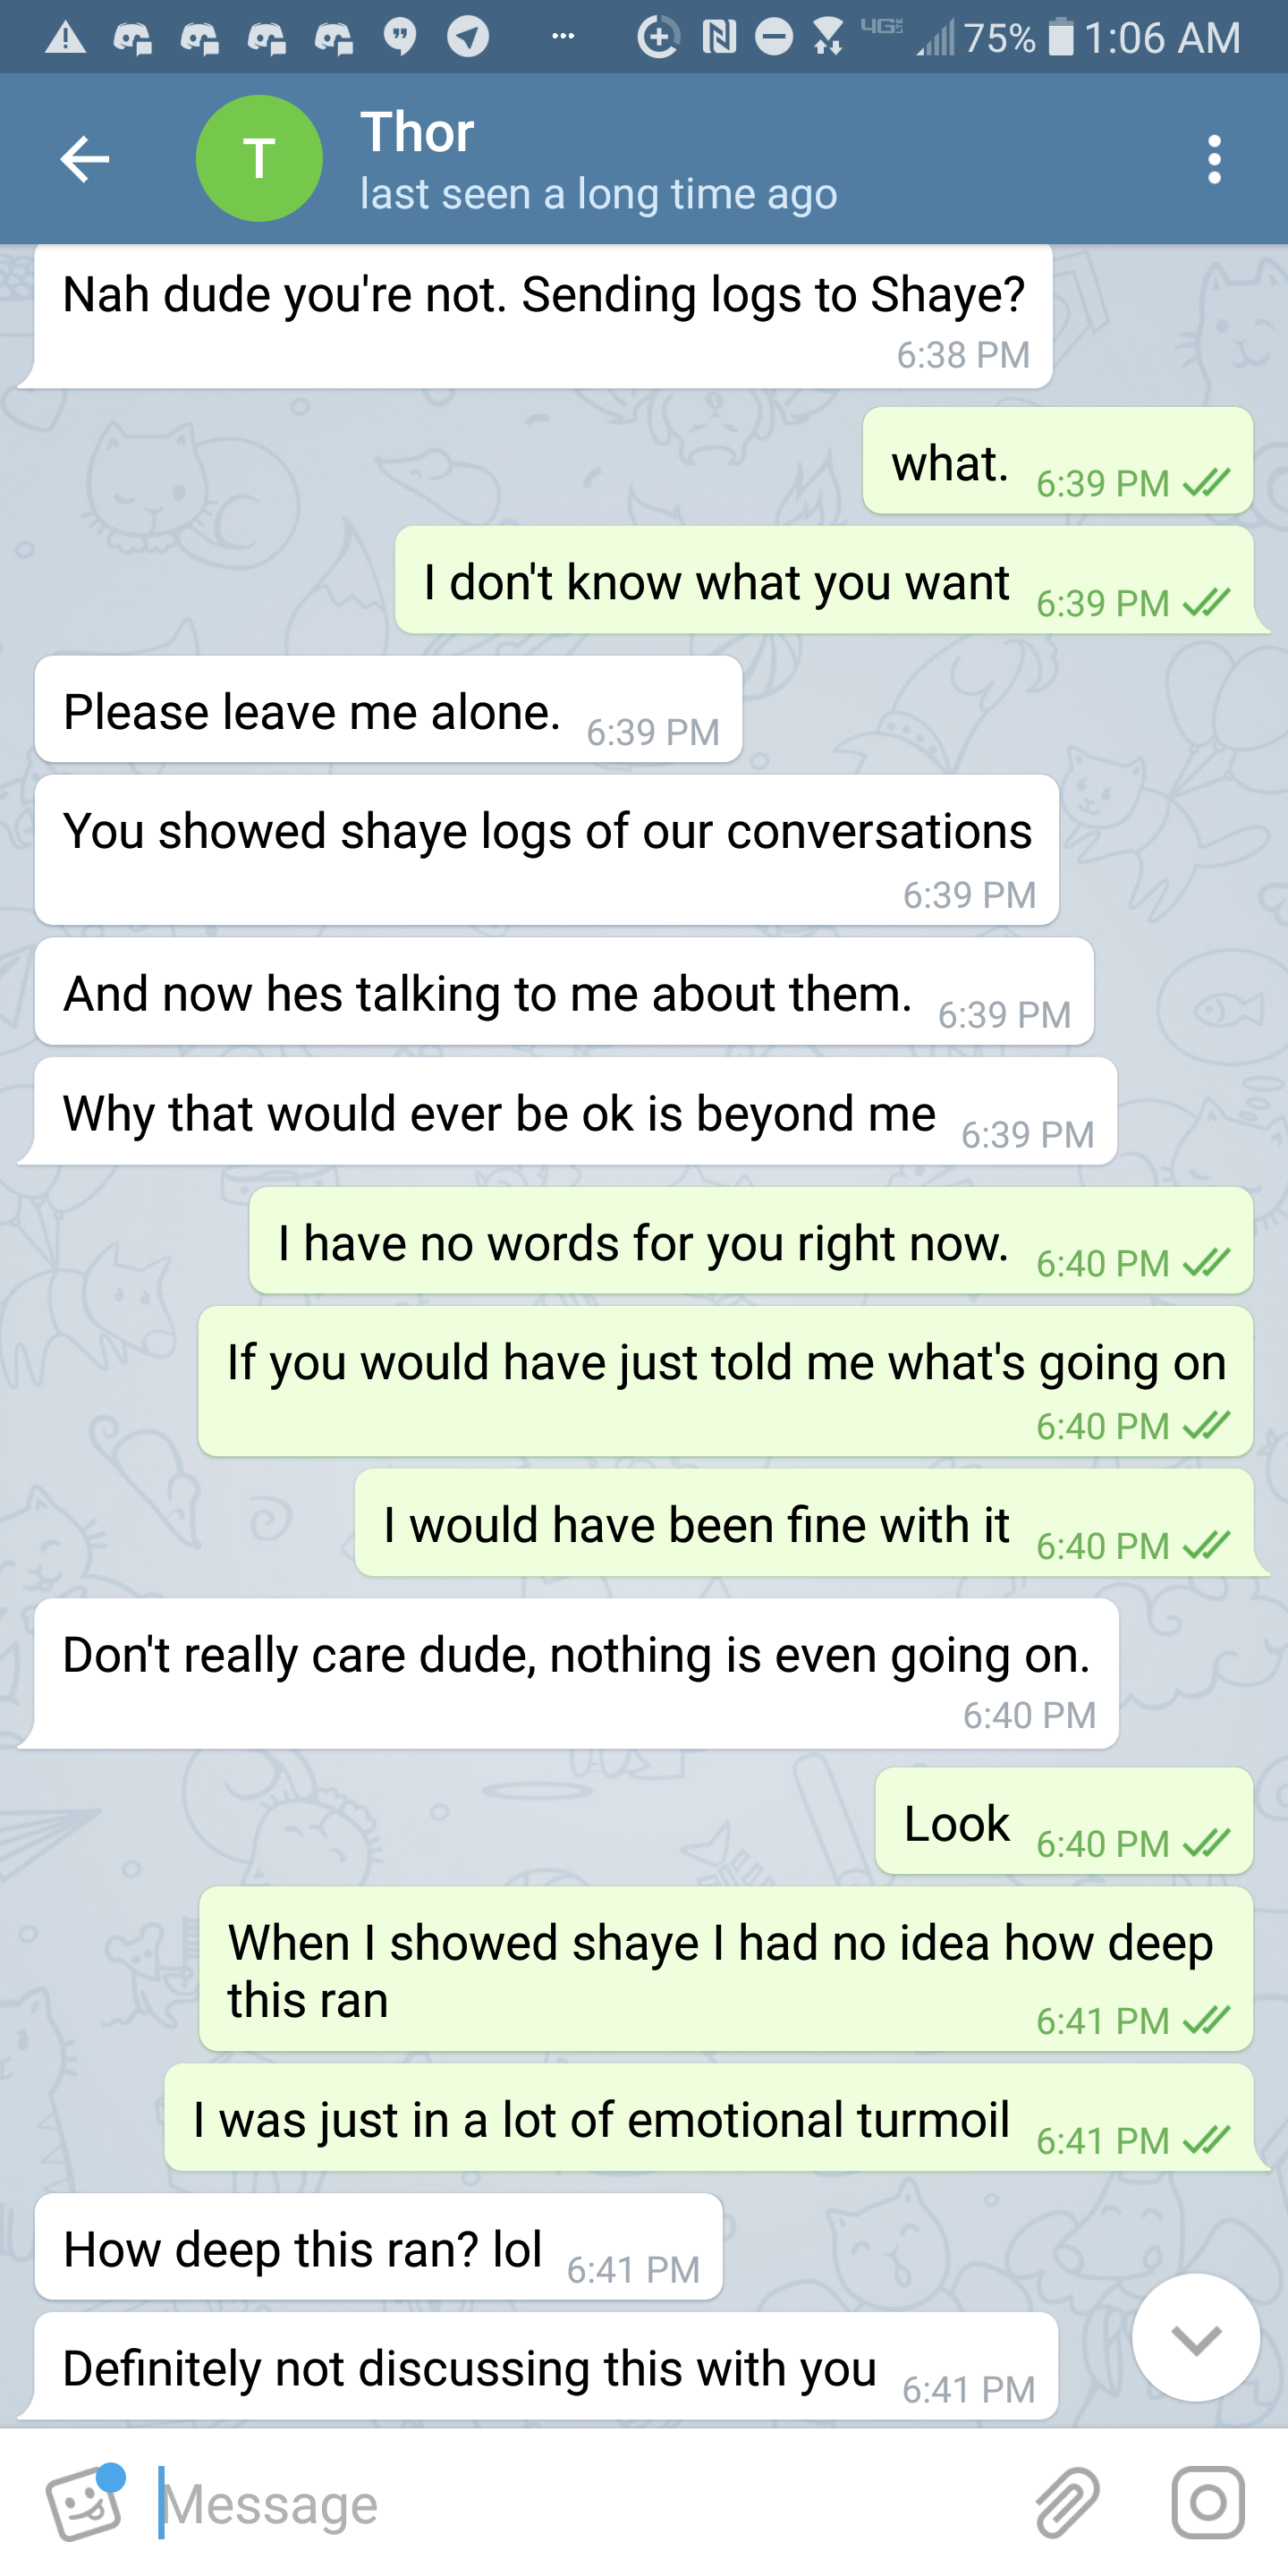 4GE 75% 1:06 AM
T
Thor
last seen a long time ago
Nah dude you're not. Sending logs to Shaye?
6:38 PM
what. 6:39 PM
I don't know what you want 6:39 PM
Please leave me alone. 6:39 PM
You showed shaye logs of our conversations
6:39 PM
And now hes talking to me about them. 6:39 PM
Why that would ever be ok is beyond me 6:39 PM
I have no words for you right now. 6:40 PM
If you would have just told me what's going on
6:40 PM
I would have been fine with it 6:40 PM
Don't really care dude, nothing is even going on.
6:40 PM
Look 6:40 PM
When I showed shaye I had no idea how deep
this ran 6:41 PM
I was just in a lot of emotional turmoil 6:41 PM
How deep this ran? lol 6:41 PM
Definitely not discussing this with you 6:41 PM
Message